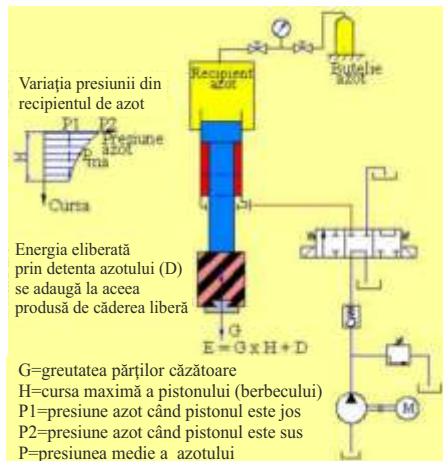 Recipient
azot
Butelie
azot
Variația presiunii din
recipientul de azot
P1 P2
Presiune
azot
P
ma
H
Cursa
Energia eliberată
prin detenta azotului (D)
se adaugă la aceea
produsă de căderea liberă
G
E = G x H + D
M
G=greutatea părților căzătoare
H=cursa maximă a pistonului (berbecului)
P1=presiune azot când pistonul este jos
P2=presiune azot când pistonul este sus
P=presiunea medie a azotului